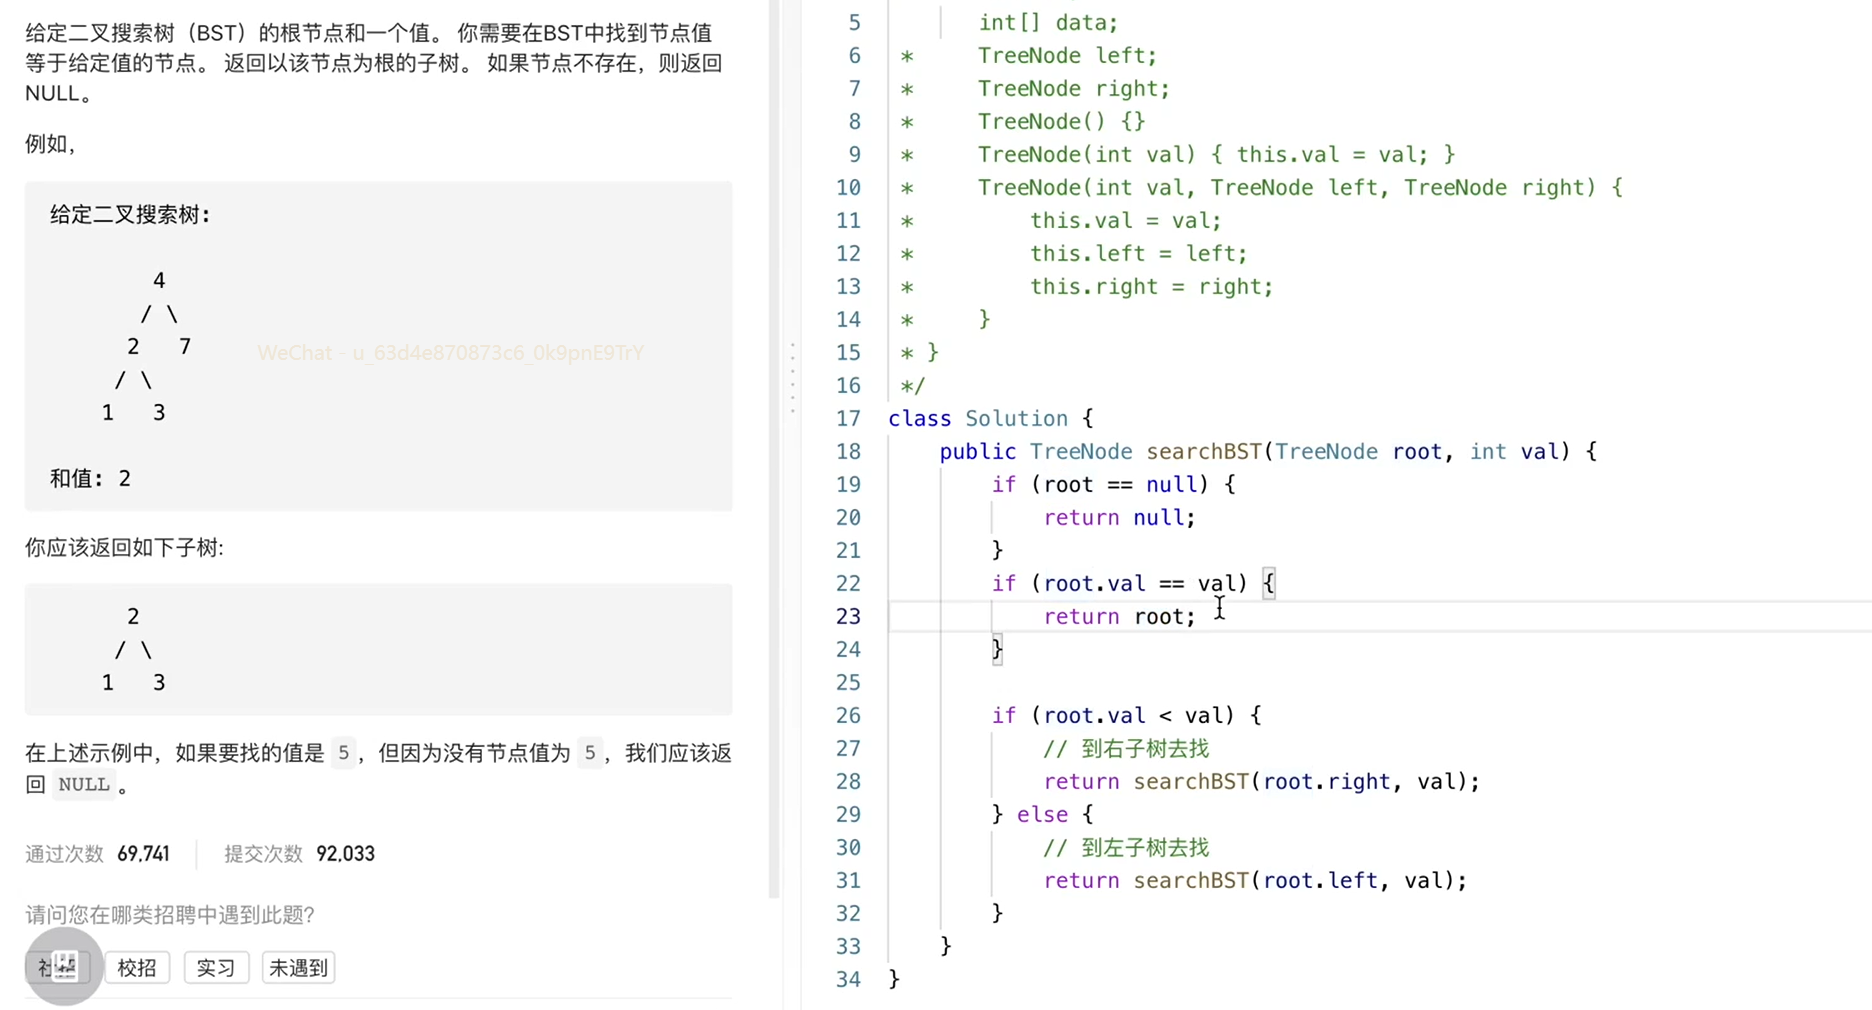 给定二叉搜索树（BST）的根节点和一个值。 你需要在BST中找到节点值
等于给定值的节点。 返回以该节点为根的子树。 如果节点不存在，则返回
NULL。
例如，
给定二叉搜索树:
4
/ \
2 7
/ \
1 3
WeChat - u_63d4e870873c6_0k9pnE9TrY
和值: 2
你应该返回如下子树:
2
/ \
1 3
在上述示例中，如果要找的值是 5，但因为没有节点值为 5，我们应该返
回 NULL。
通过次数 69,741 提交次数 92,033
请问您在哪类招聘中遇到此题?
社招 校招 实习 未遇到
5 int[] data;
6 * TreeNode left;
7 * TreeNode right;
8 * TreeNode() {}
9 * TreeNode(int val) { this.val = val; }
10 * TreeNode(int val, TreeNode left, TreeNode right) {
11 * this.val = val;
12 * this.left = left;
13 * this.right = right;
14 * }
15 * }
16 */
17 class Solution {
18 public TreeNode searchBST(TreeNode root, int val) {
19 if (root == null) {
20 return null;
21 }
22 if (root.val == val) {
23 return root;
24 }
25
26 if (root.val < val) {
27 // 到右子树去找
28 return searchBST(root.right, val);
29 } else {
30 // 到左子树去找
31 return searchBST(root.left, val);
32 }
33 }
34 }